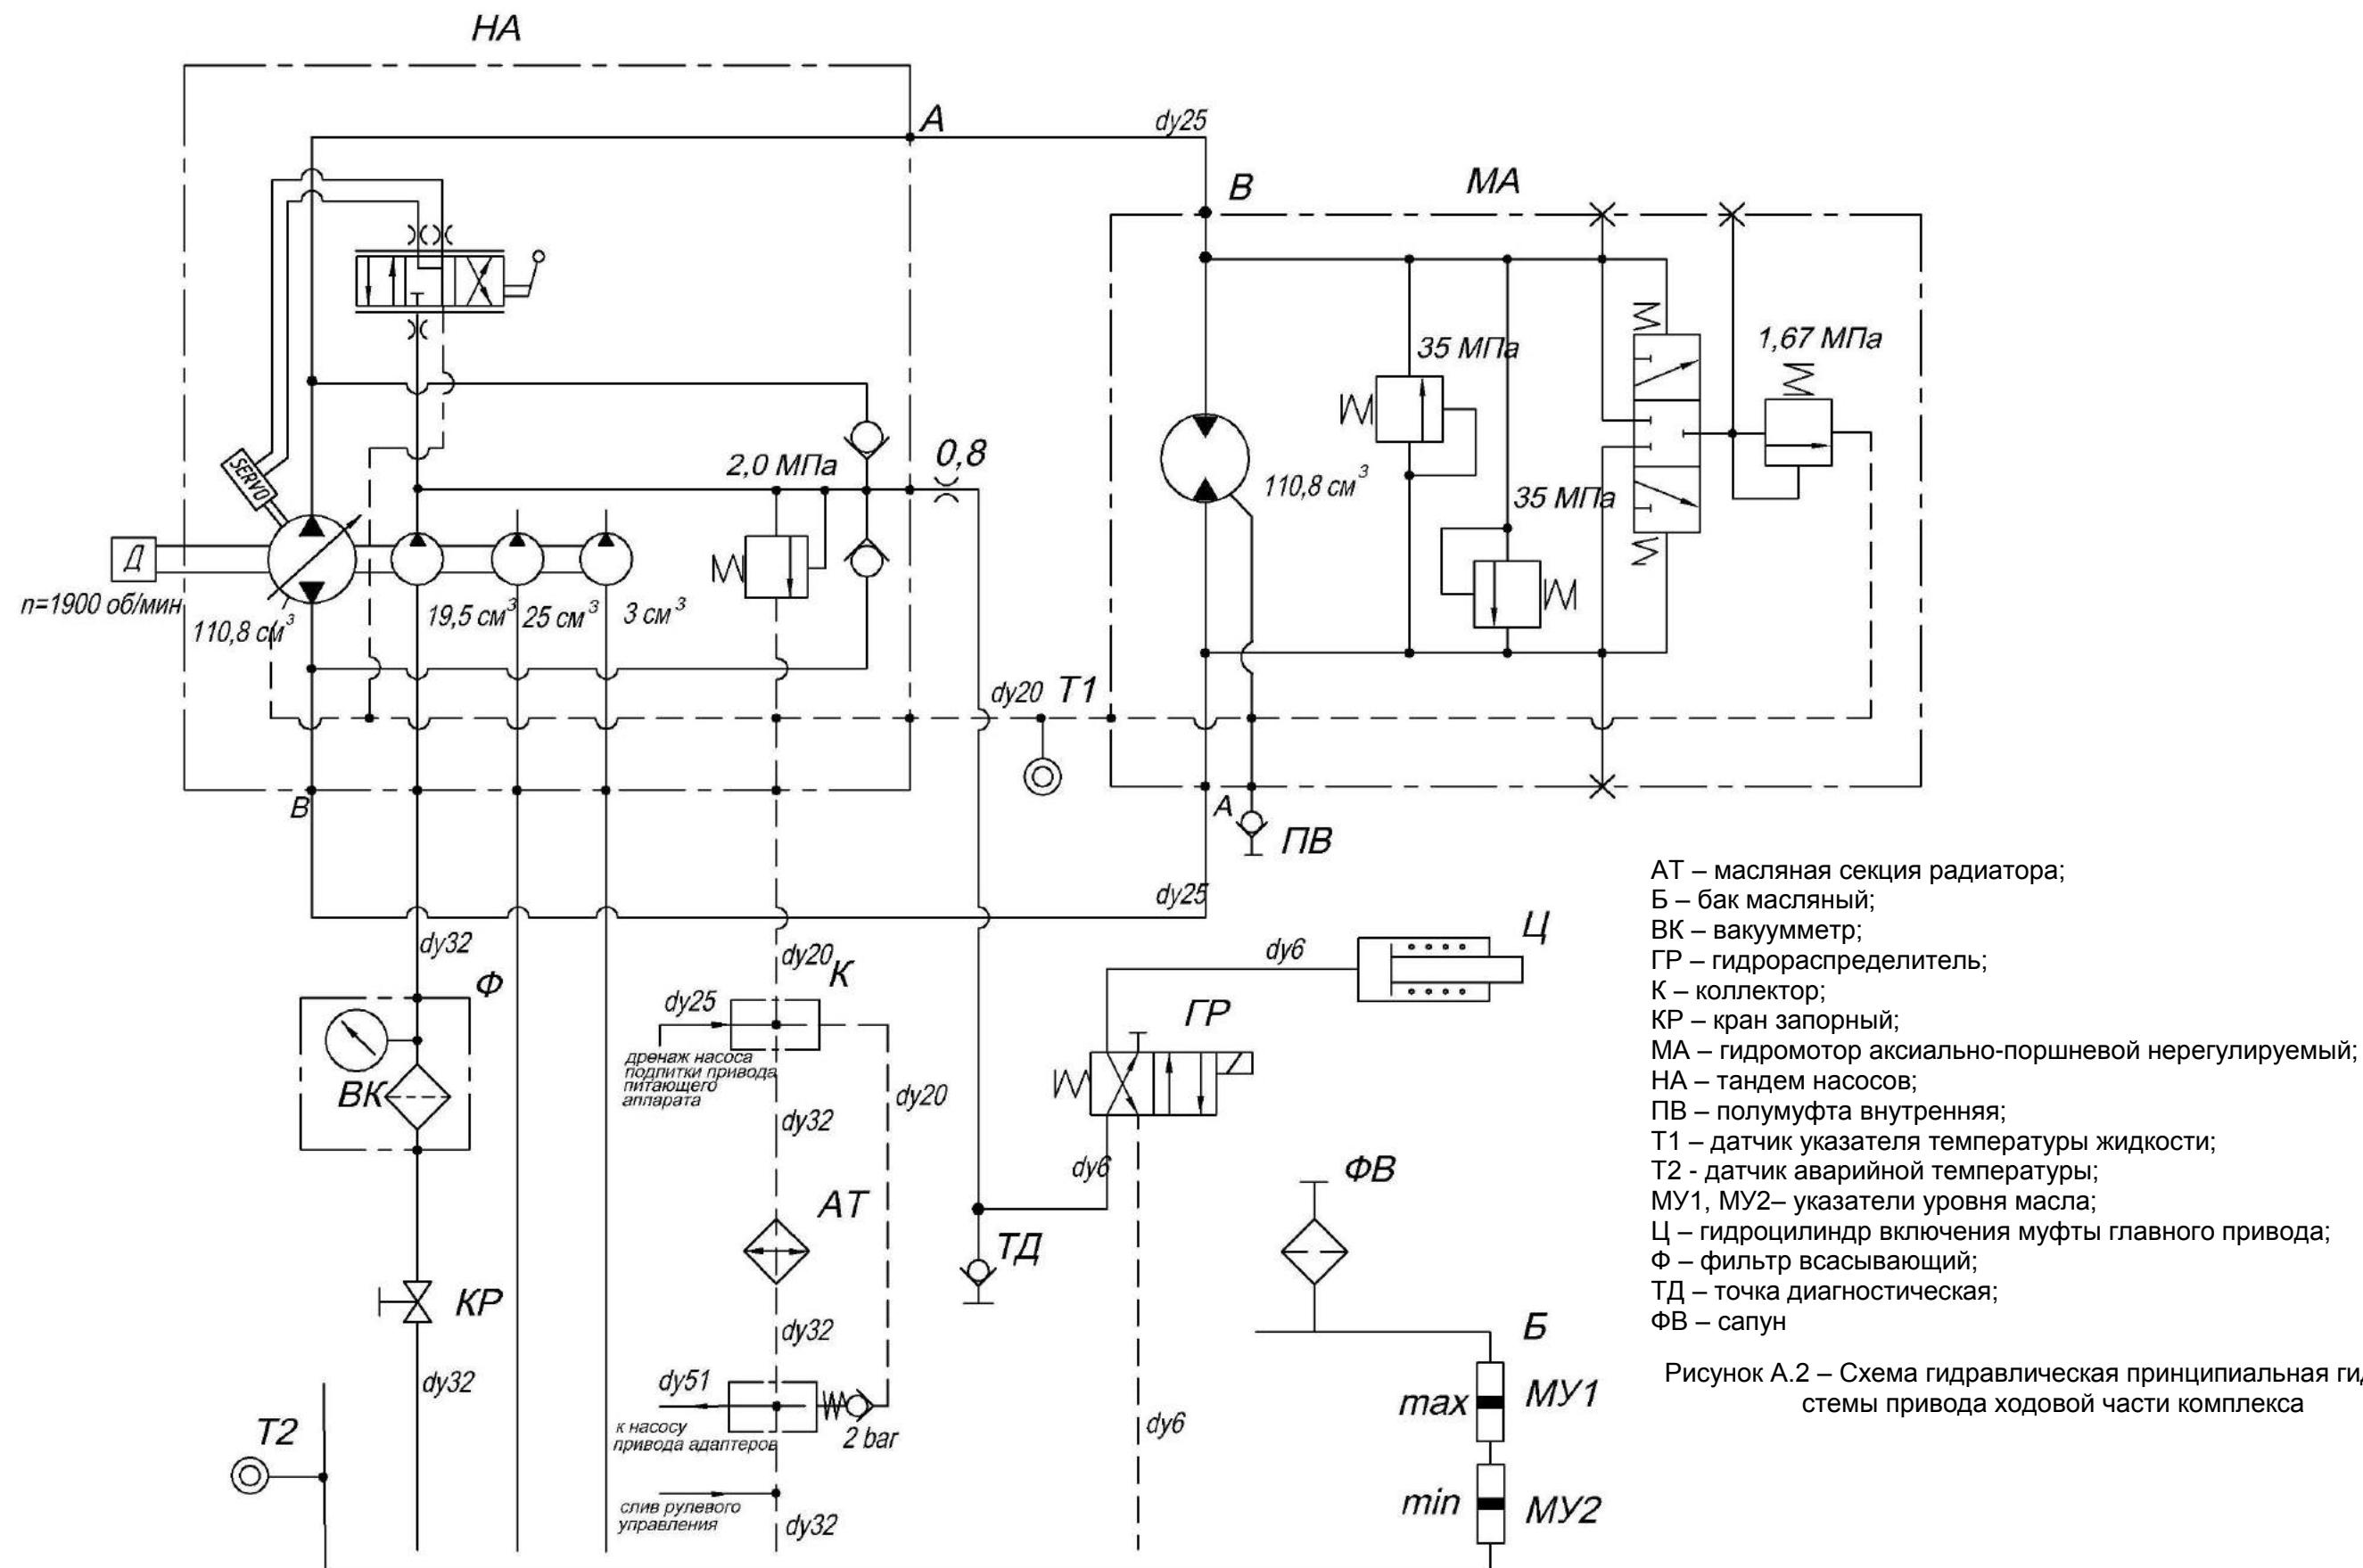 НА
А
dy25
В
МА
35 МПа
1,67 МПа
2,0 МПа
0,8
SERVO
110,8 см³
35 МПа
Д
n=1900 об/мин
110,8 см³
19,5 см³
25 см³
3 см³
dy20
Т1
В
А
ПВ
dy25
dy32
Ф
dy20
К
dy25
дренаж насоса
подпитки привода
питающего
аппарата
ВК
dy32
dy20
АТ
dy6
Ц
ГР
dy6
ФВ
ТД
КР
dy32
dy32
dy51
к насосу
привода адаптеров
2 bar
dy6
Б
max
МУ1
min
МУ2
Т2
слив рулевого
управления
dy32
АТ – масляная секция радиатора;
Б – бак масляный;
ВК – вакуумметр;
ГР – гидрораспределитель;
К – коллектор;
КР – кран запорный;
МА – гидромотор аксиально-поршневой нерегулируемый;
НА – тандем насосов;
ПВ – полумуфта внутренняя;
Т1 – датчик указателя температуры жидкости;
Т2 - датчик аварийной температуры;
МУ1, МУ2– указатели уровня масла;
Ц – гидроцилиндр включения муфты главного привода;
Ф – фильтр всасывающий;
ТД – точка диагностическая;
ФВ – сапун
Рисунок А.2 – Схема гидравлическая принципиальная
стемы привода ходовой части комплекса